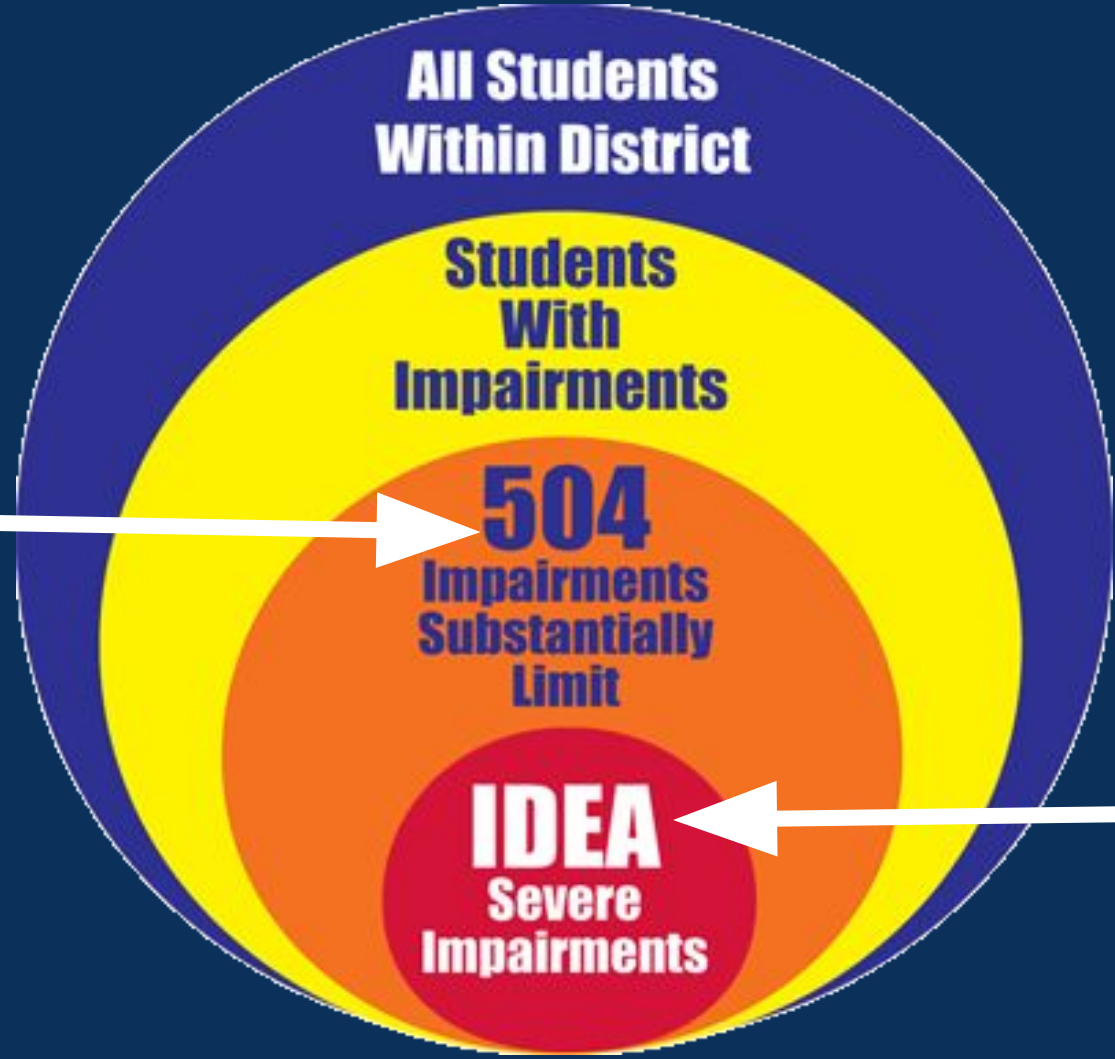 All Students
Within District
Students
With
Impairments
504
Impairments
Substantially
Limit
IDEA
Severe
Impairments